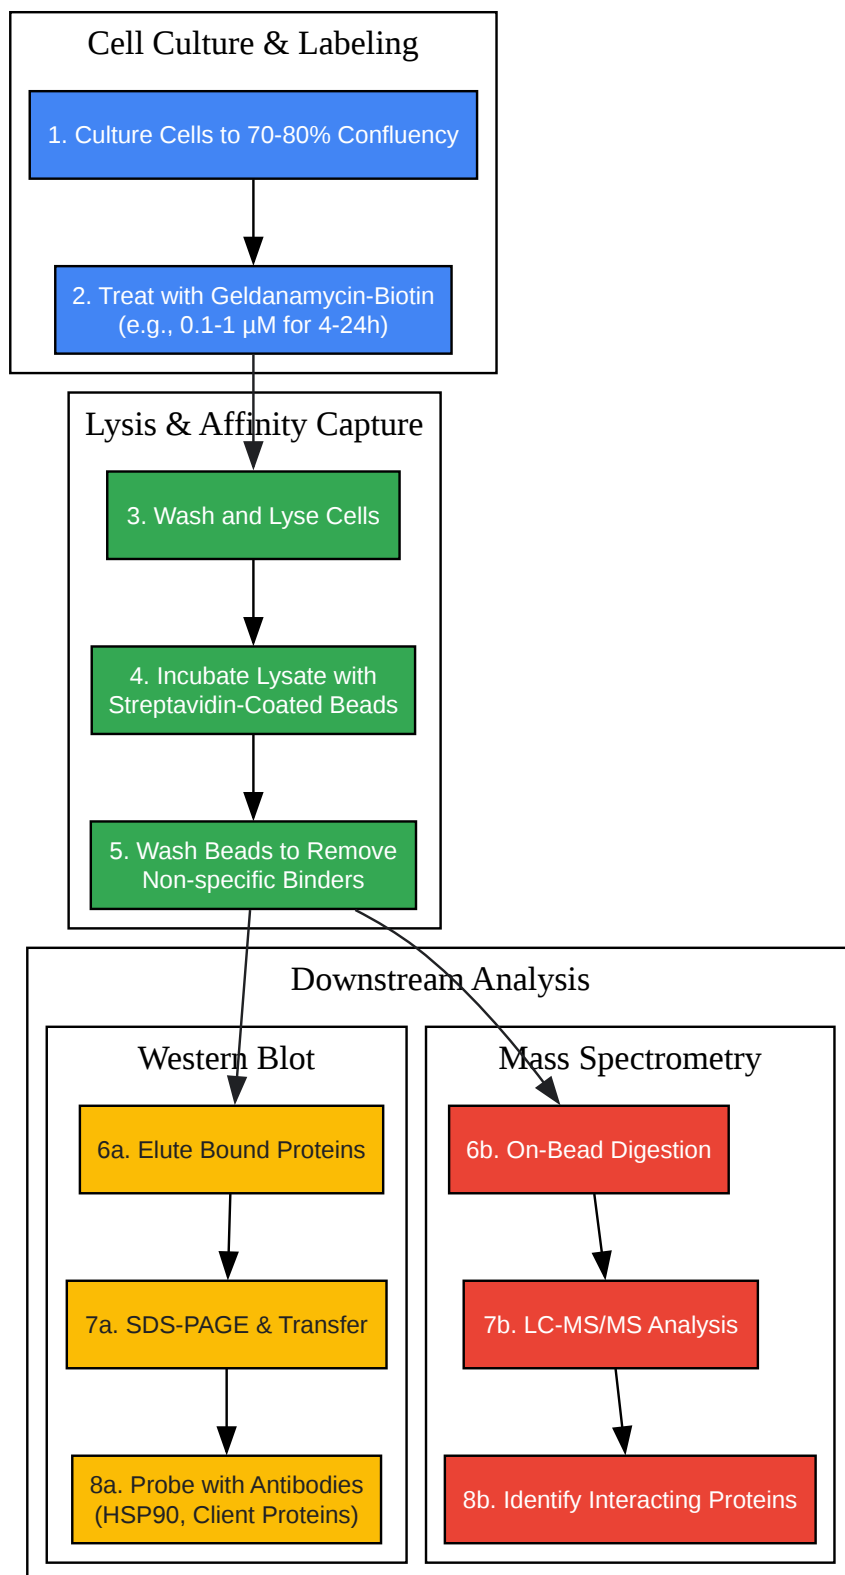 Cell Culture & Labeling
1. Culture Cells to 70-80% Confluency
2. Treat with Geldanamycin-Biotin
(e.g., 0.1-1 µM for 4-24h)
Lysis & Affinity Capture
3. Wash and Lyse Cells
4. Incubate Lysate with
Streptavidin-Coated Beads
5. Wash Beads to Remove
Non-specific Binders
Downstream Analysis
Western Blot
6a. Elute Bound Proteins
7a. SDS-PAGE & Transfer
8a. Probe with Antibodies
(HSP90, Client Proteins)
Mass Spectrometry
6b. On-Bead Digestion
7b. LC-MS/MS Analysis
8b. Identify Interacting Proteins